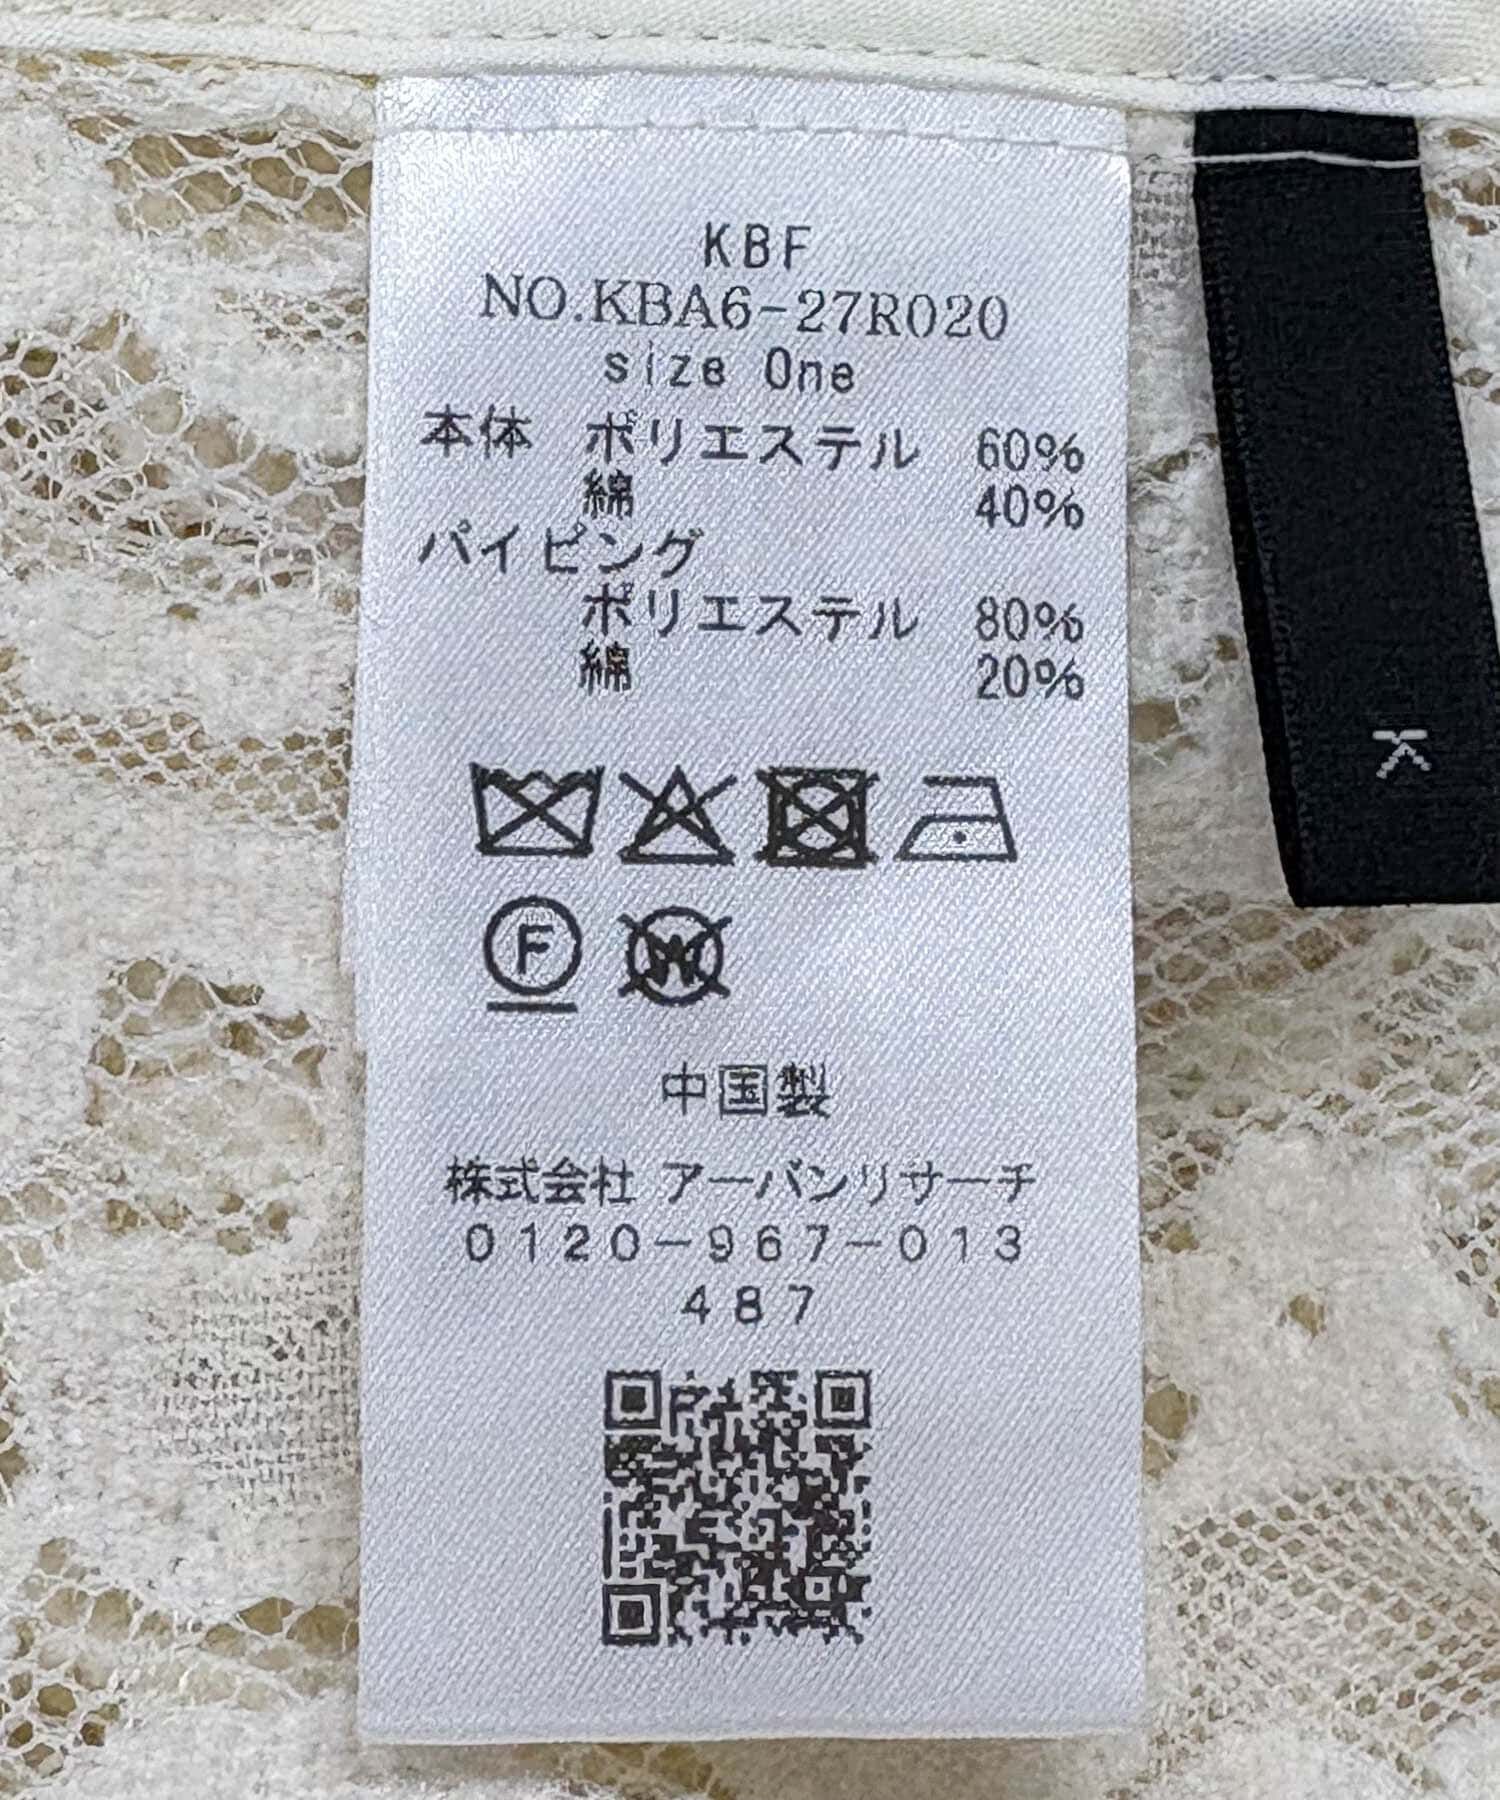 KBF
NO.KBA6-27R020
size One
本体 ポリエステル 60%
綿 40%
パイピング
ポリエステル 80%
綿 20%
F
W
中国製
株式会社 アーバンリサーチ
0120-967-013
487
K